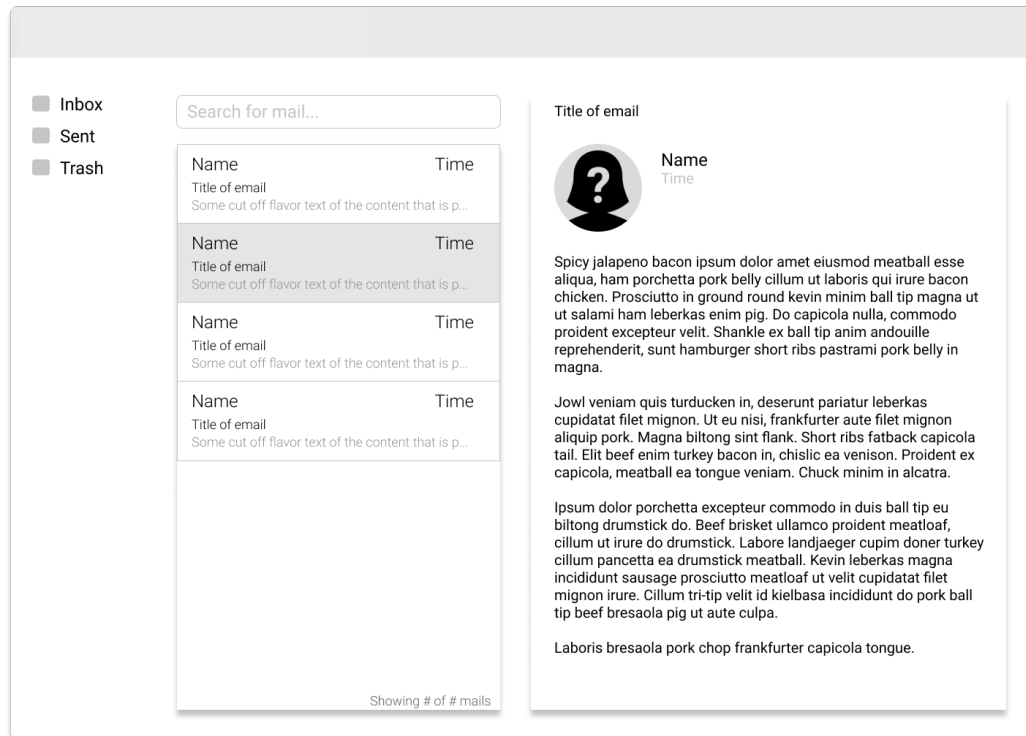 Inbox
Sent
Trash
Search for mail...
Name Time
Title of email
Some cut off flavor text of the content that is p...
Name Time
Title of email
Some cut off flavor text of the content that is p...
Name Time
Title of email
Some cut off flavor text of the content that is p...
Name Time
Title of email
Some cut off flavor text of the content that is p...
Showing # of # mails
Title of email
?
Name
Time
Spicy jalapeno bacon ipsum dolor amet eiusmod meatball esse
aliqua, ham porchetta pork belly cillum ut laboris qui irure bacon
chicken. Prosciutto in ground round kevin minim ball tip magna ut
ut salami ham leberkas enim pig. Do capicola nulla, commodo
proident excepteur velit. Shankle ex ball tip anim andouille
reprehenderit, sunt hamburger short ribs pastrami pork belly in
magna.
Jowl veniam quis turducken in, deserunt pariatur leberkas
cupidatat filet mignon. Ut eu nisi, frankfurter aute filet mignon
aliquip pork. Magna biltong sint flank. Short ribs fatback capicola
tail. Elit beef enim turkey bacon in, chislic ea venison. Proident ex
capicola, meatball ea tongue veniam. Chuck minim in alcatra.
Ipsum dolor porchetta excepteur commodo in duis ball tip eu
biltong drumstick do. Beef brisket ullamco proident meatloaf,
cillum ut irure do drumstick. Labore landjaeger cupim doner turkey
cillum pancetta ea drumstick meatball. Kevin leberkas magna
incididunt sausage prosciutto meatloaf ut velit cupidatat filet
mignon irure. Cillum tri-tip velit id kielbasa incididunt do pork ball
tip beef bresaola pig ut aute culpa.
Laboris bresaola pork chop frankfurter capicola tongue.